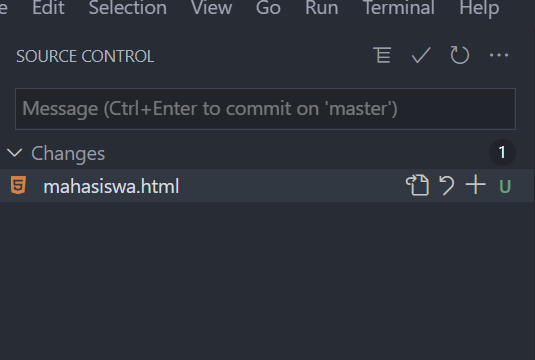 e Edit Selection View Go Run Terminal Help
SOURCE CONTROL
Message (Ctrl+Enter to commit on 'master')
Changes 1
mahasiswa.html U